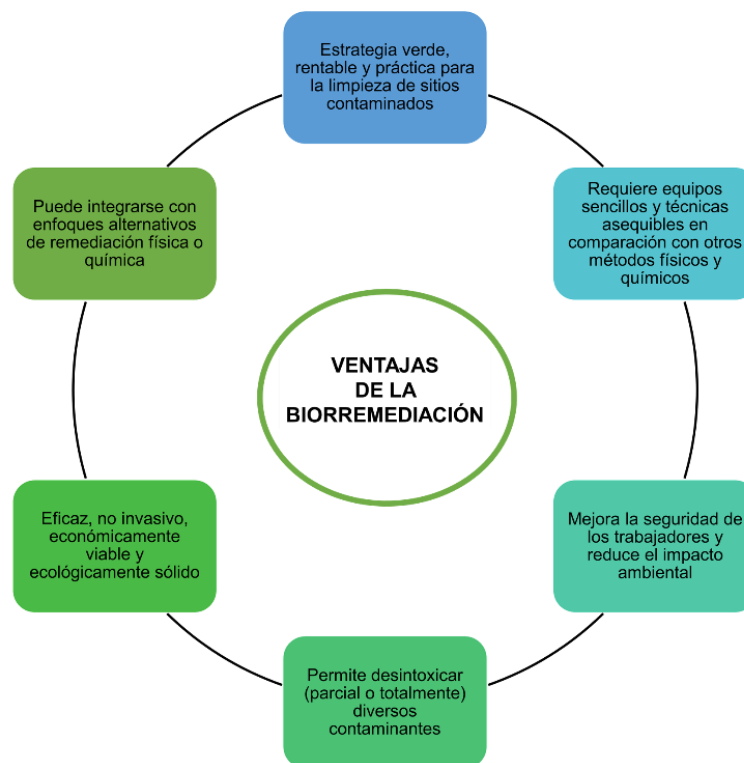 Estrategia verde,
rentable y práctica para
la limpieza de sitios
contaminados
Requiere equipos
sencillos y técnicas
asequibles en
comparación con otros
métodos físicos y
químicos
Mejora la seguridad de
los trabajadores y
reduce el impacto
ambiental
Permite desintoxicar
(parcial o totalmente)
diversos
contaminantes
Eficaz, no invasivo,
económicamente
viable y
ecológicamente sólido
Puede integrarse con
enfoques alternativos
de remediación física o
química
VENTAJAS
DE LA
BIORREMEDIACIÓN